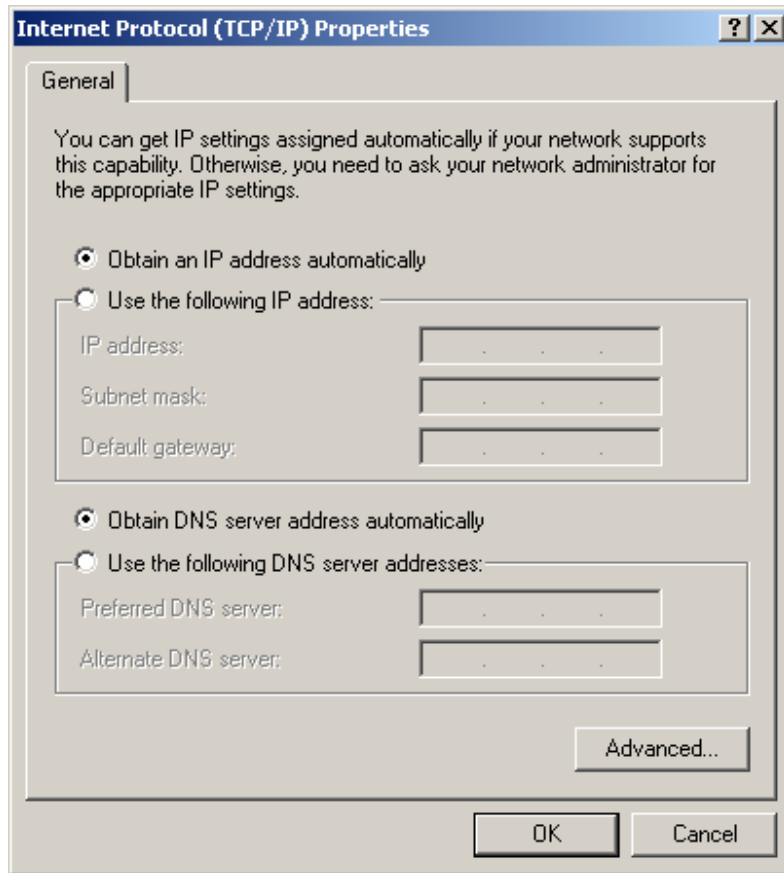 Internet Protocol (TCP/IP) Properties
General
You can get IP settings assigned automatically if your network supports
this capability. Otherwise, you need to ask your network administrator for
the appropriate IP settings.
Obtain an IP address automatically
Use the following IP address:
IP address:
Subnet mask:
Default gateway:
Obtain DNS server address automatically
Use the following DNS server addresses:
Preferred DNS server:
Alternate DNS server:
Advanced...
OK
Cancel